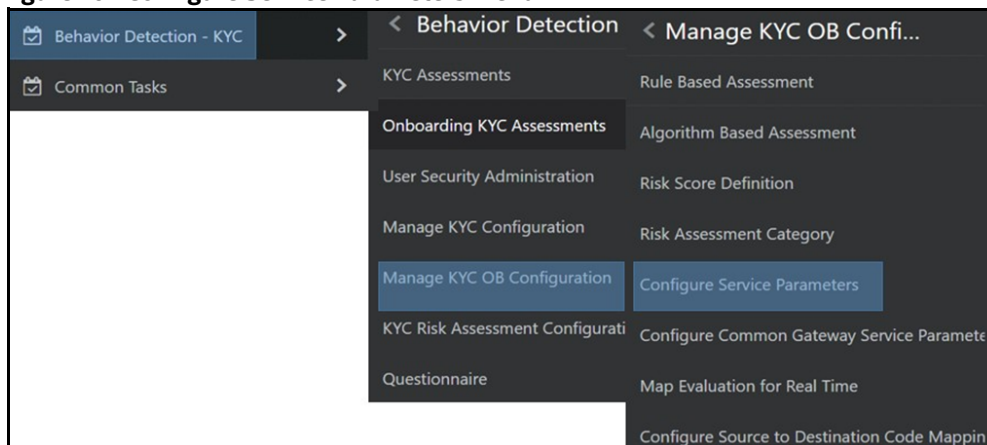 Behavior Detection - KYC
Common Tasks
Behavior Detection
KYC Assessments
Onboarding KYC Assessments
User Security Administration
Manage KYC Configuration
Manage KYC OB Configuration
KYC Risk Assessment Configurati
Questionnaire
Manage KYC OB Confi...
Rule Based Assessment
Algorithm Based Assessment
Risk Score Definition
Risk Assessment Category
Configure Service Parameters
Configure Common Gateway Service Paramete
Map Evaluation for Real Time
Configure Source to Destination Code Mappin